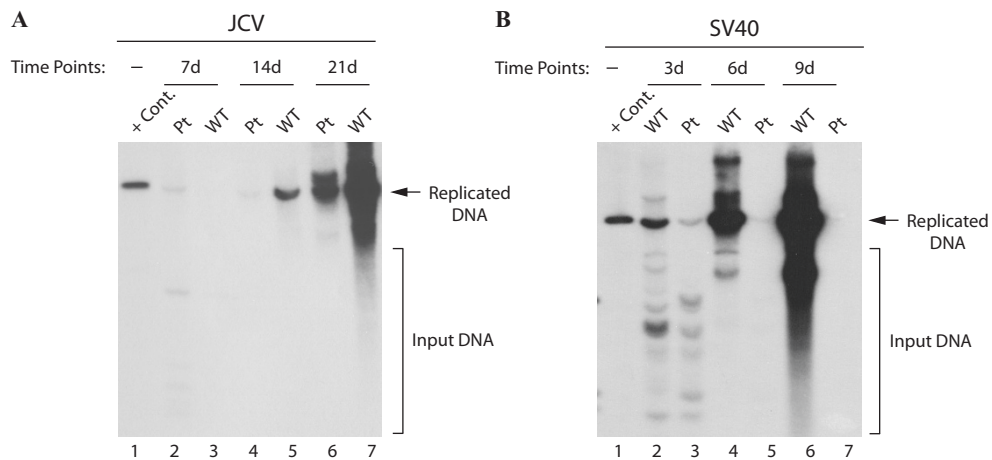 A
JCV
Time Points: – 7d 14d 21d
+ Cont. Pt WT Pt WT Pt WT
Replicated
DNA
Input DNA
1 2 3 4 5 6 7
B
SV40
Time Points: – 3d 6d 9d
+ Cont. WT Pt WT Pt WT Pt
Replicated
DNA
Input DNA
1 2 3 4 5 6 7